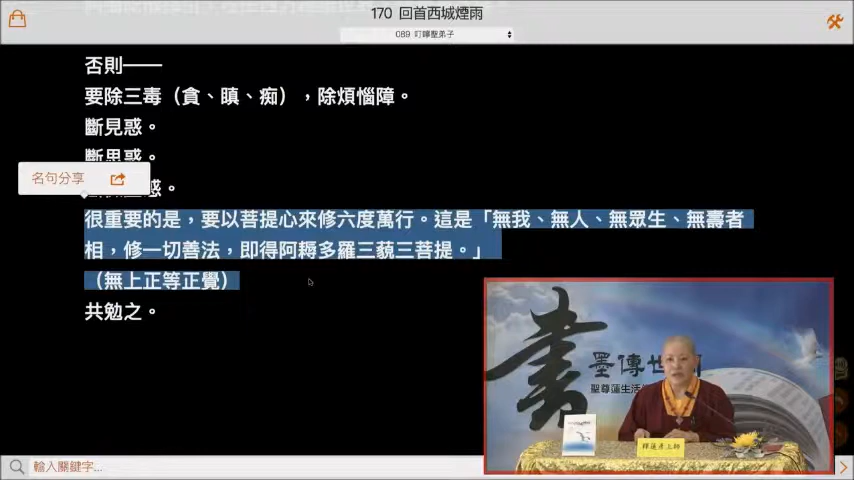 170 回首西城煙雨
089 叮嚀聖弟子
否則——
要除三毒（貪、瞋、痴），除煩惱障。
斷見惑。
斷思惑。
名句分享
惑。
很重要的是，要以菩提心來修六度萬行。這是「無我、無人、無眾生、無壽者
相，修一切善法，即得阿耨多羅三藐三菩提。」
（無上正等正覺）
共勉之。
書
墨傳世
聖尊蓮生活
釋蓮彥上師
輸入關鍵字...